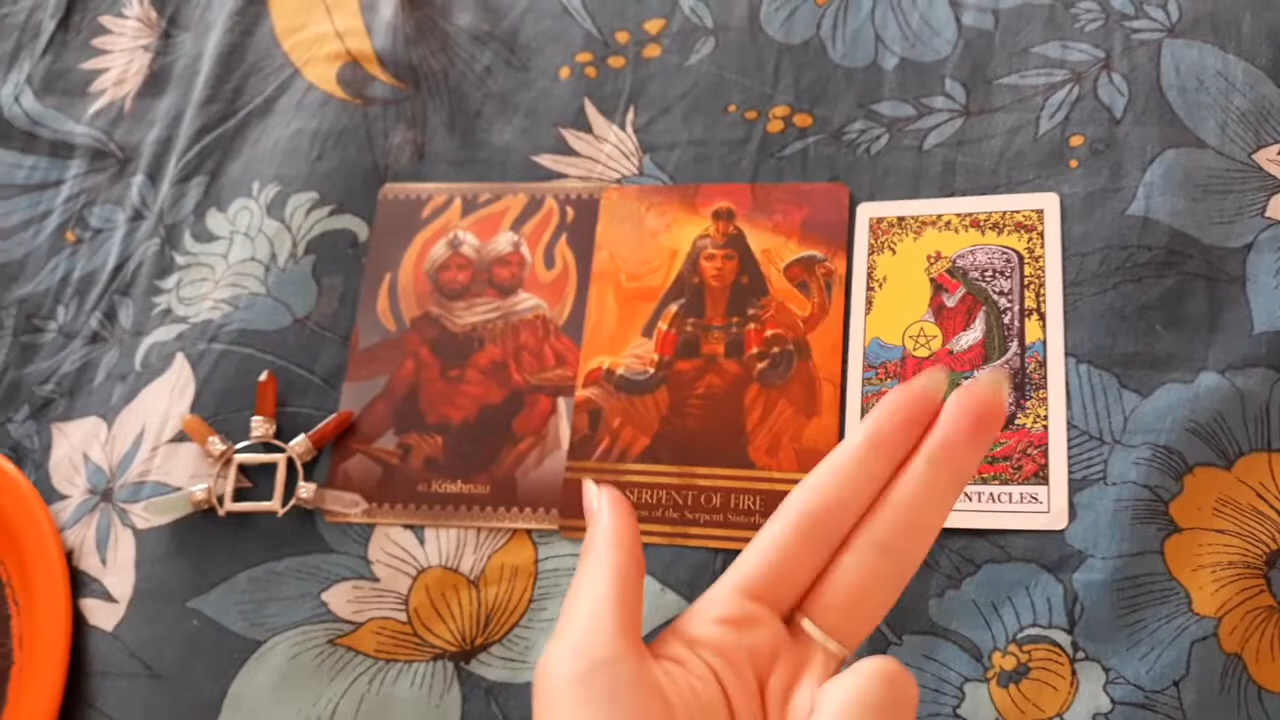 41 Krishnau
SERPENT OF FIRE
ess of the Serpent Sisterho
ENTACLES.